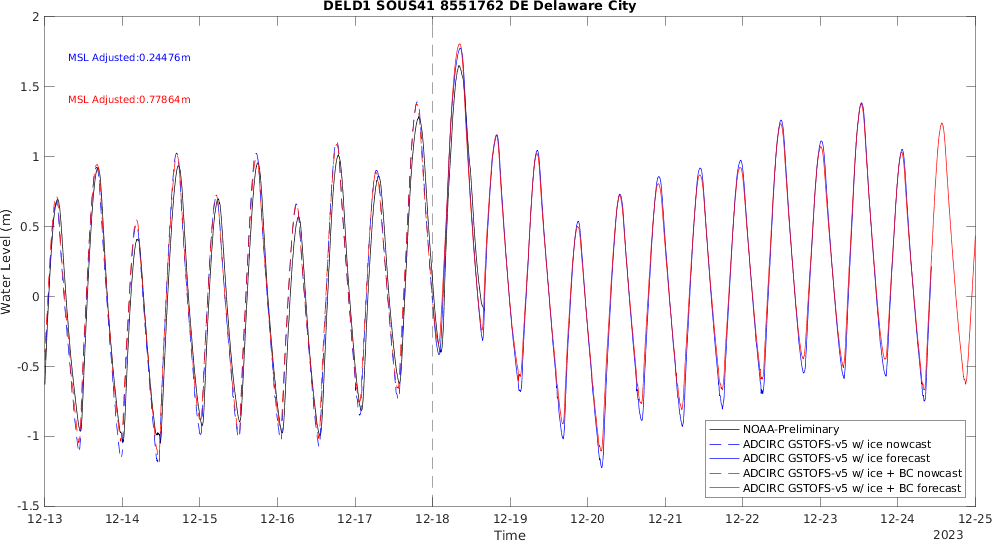 DELD1 SOUS41 8551762 DE Delaware City
MSL Adjusted:0.24476m
MSL Adjusted:0.77864m
Water Level (m)
2
1.5
1
0.5
0
-0.5
-1
-1.5
NOAA-Preliminary
ADCIRC GSTOFS-v5 w/ ice nowcast
ADCIRC GSTOFS-v5 w/ ice forecast
ADCIRC GSTOFS-v5 w/ ice + BC nowcast
ADCIRC GSTOFS-v5 w/ ice + BC forecast
12-13 12-14 12-15 12-16 12-17 12-18 12-19 12-20 12-21 12-22 12-23 12-24 12-25
Time
2023